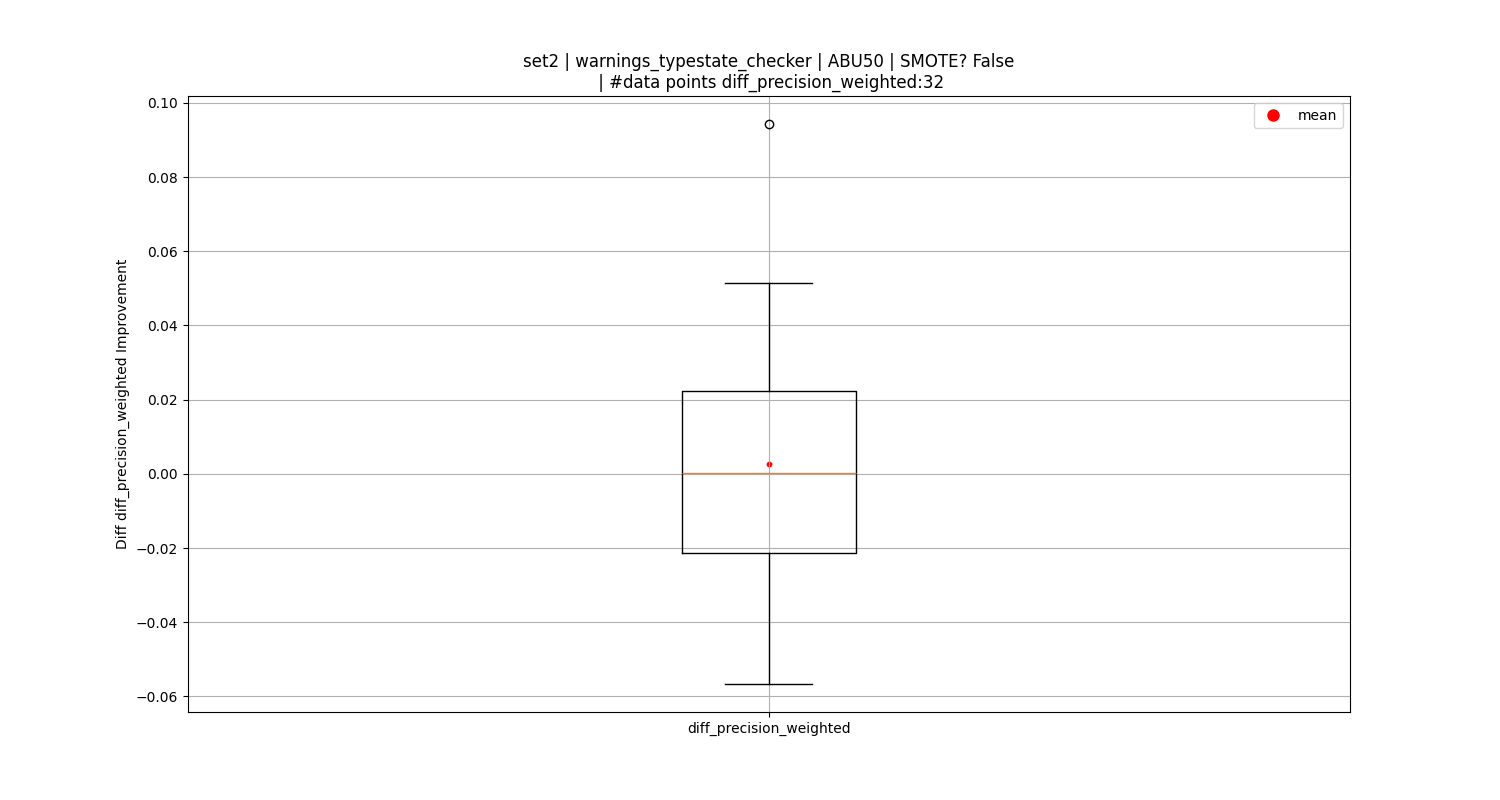 set2 | warnings_typestate_checker | ABU50 | SMOTE? False
| #data points diff_precision_weighted:32
mean
Diff diff_precision_weighted Improvement
0.10
0.08
0.06
0.04
0.02
0.00
−0.02
−0.04
−0.06
diff_precision_weighted